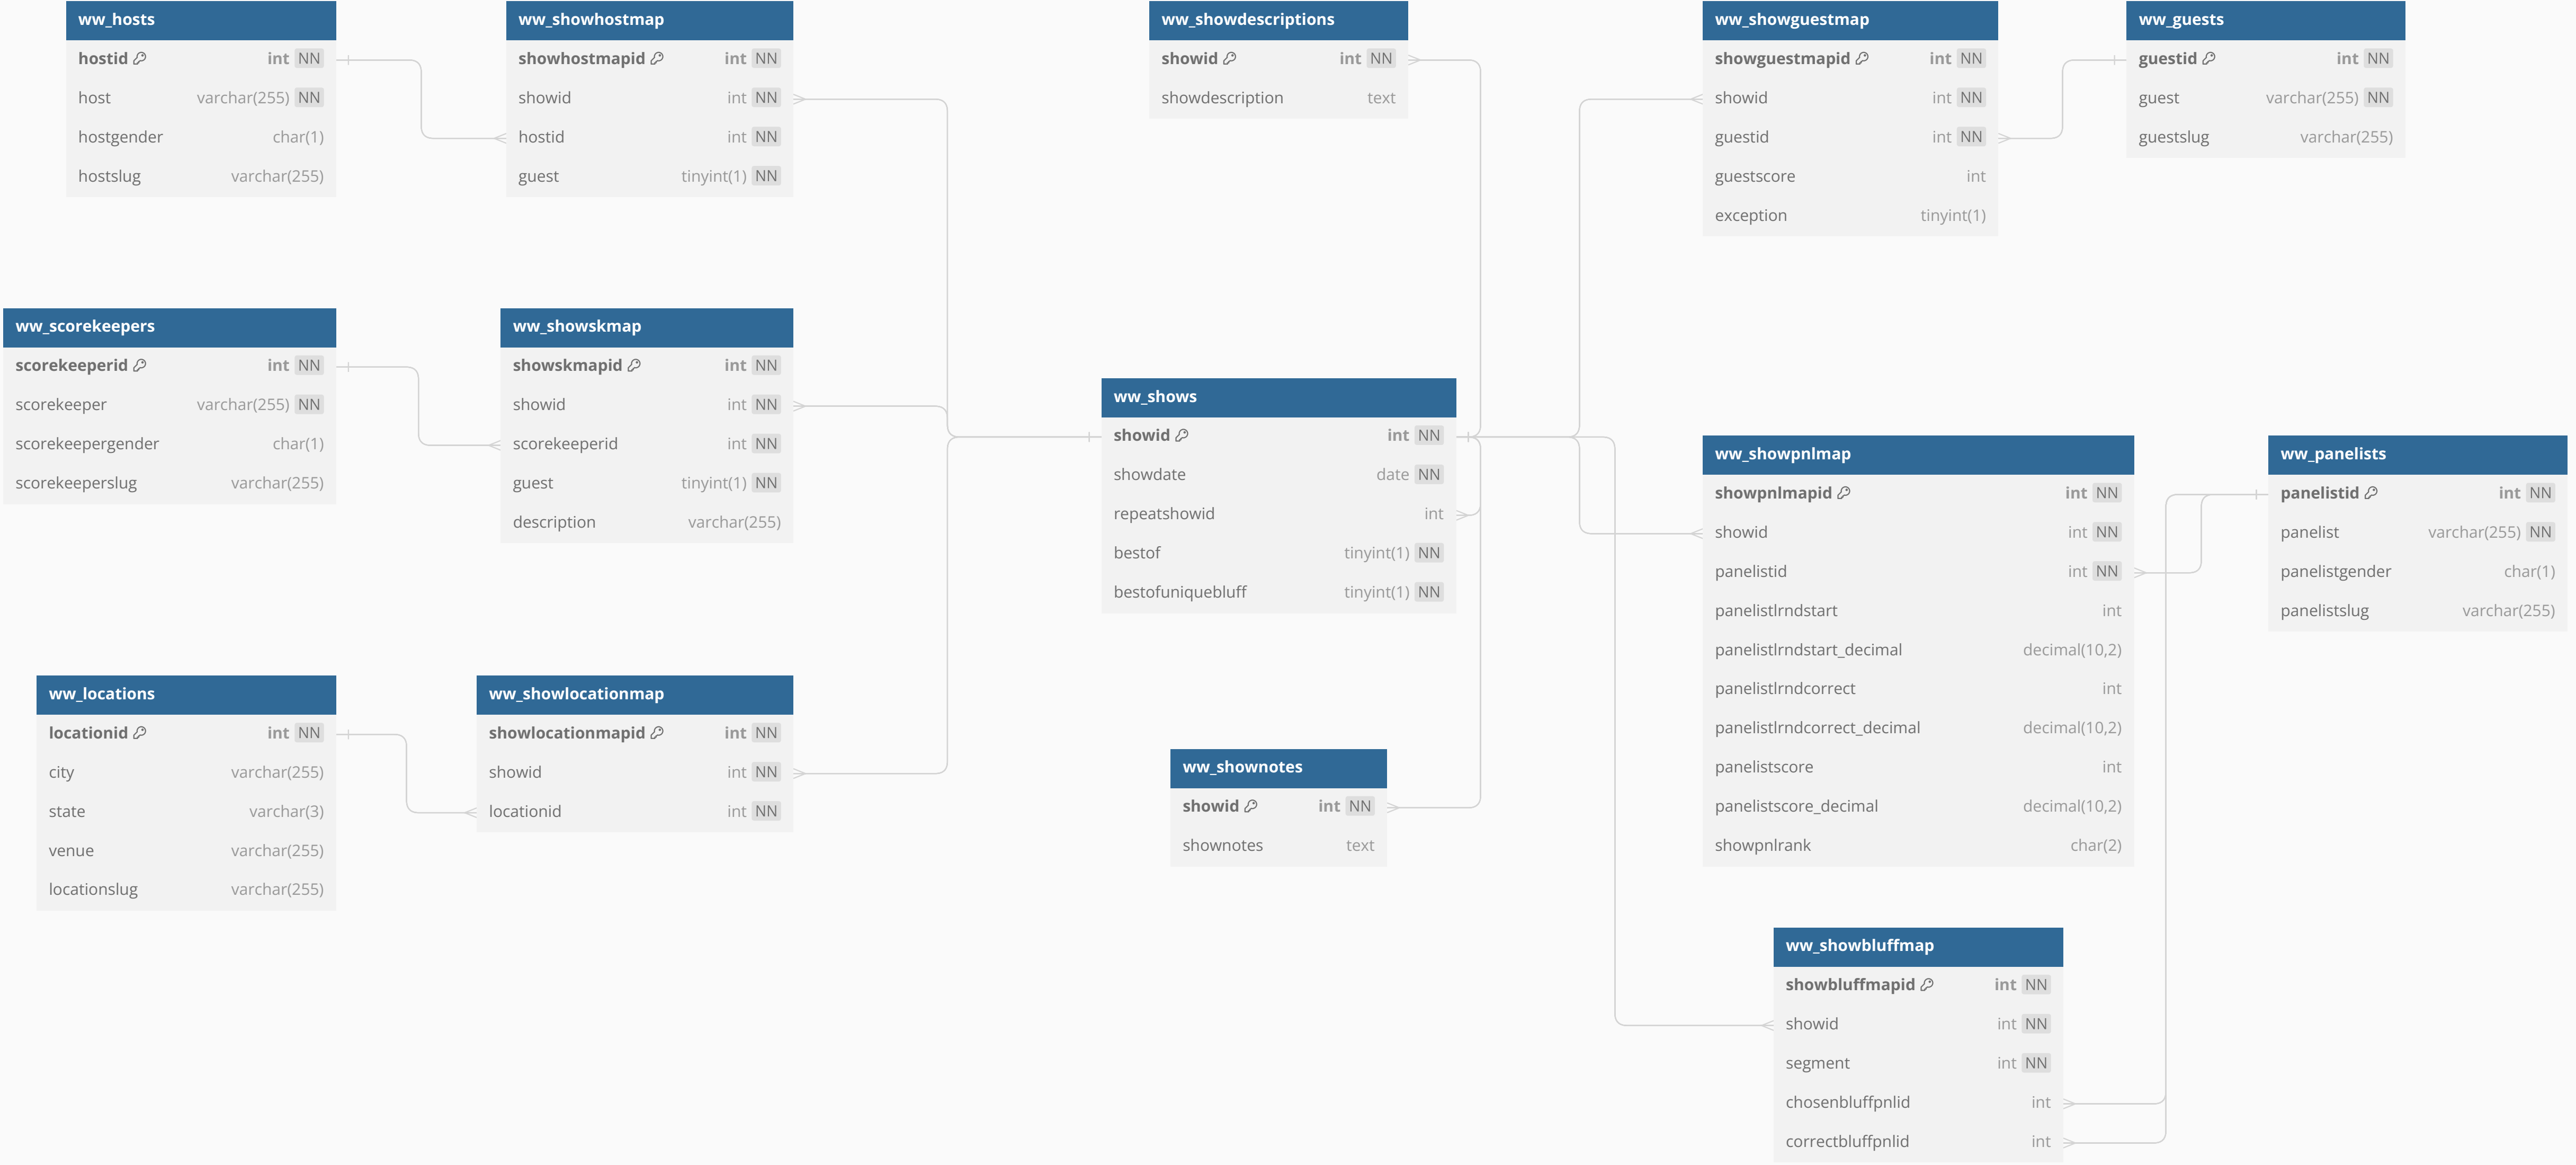 ww_hosts
hostid int NN
host varchar(255) NN
hostgender char(1)
hostslug varchar(255)
ww_showhostmap
showhostmapid int NN
showid int NN
hostid int NN
guest tinyint(1) NN
ww_showdescriptions
showid int NN
showdescription text
ww_showguestmap
showguestmapid int NN
showid int NN
guestid int NN
guestscore int
exception tinyint(1)
ww_guests
guestid int NN
guest varchar(255) NN
guestslug varchar(255)
ww_scorekeepers
scorekeeperid int NN
scorekeeper varchar(255) NN
scorekeepergender char(1)
scorekeeperslug varchar(255)
ww_showskmap
showskmapid int NN
showid int NN
scorekeeperid int NN
guest tinyint(1) NN
description varchar(255)
ww_shows
showid int NN
showdate date NN
repeatshowid int
bestof tinyint(1) NN
bestofuniquebluff tinyint(1) NN
ww_showpnlmap
showpnlmapid int NN
showid int NN
panelistid int NN
panelistlrndstart int
panelistlrndstart_decimal decimal(10,2)
panelistlrndcorrect int
panelistlrndcorrect_decimal decimal(10,2)
panelistscore int
panelistscore_decimal decimal(10,2)
showpnlrank char(2)
ww_panelists
panelistid int NN
panelist varchar(255) NN
panelistgender char(1)
panelistslug varchar(255)
ww_locations
locationid int NN
city varchar(255)
state varchar(3)
venue varchar(255)
locationslug varchar(255)
ww_showlocationmap
showlocationmapid int NN
showid int NN
locationid int NN
ww_shownotes
showid int NN
shownotes text
ww_showbluffmap
showbluffmapid int NN
showid int NN
segment int NN
chosenbluffpnlid int
correctbluffpnlid int